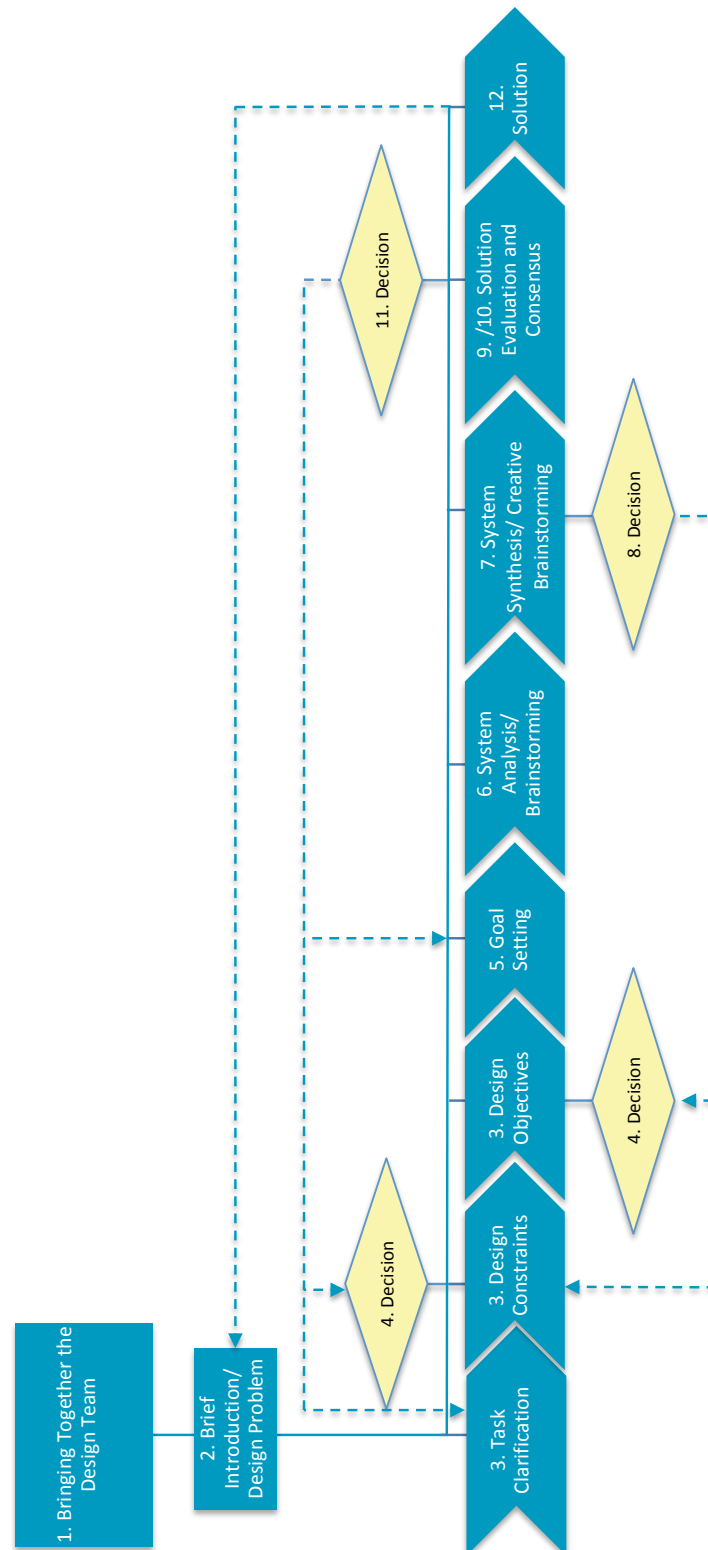 1. Bringing Together the
Design Team
2. Brief
Introduction/
Design Problem
3. Task
Clarification
3. Design
Constraints
4. Decision
3. Design
Objectives
4. Decision
5. Goal
Setting
6. System
Analysis/
Brainstorming
7. System
Synthesis/ Creative
Brainstorming
8. Decision
9. /10. Solution
Evaluation and
Consensus
11. Decision
12.
Solution